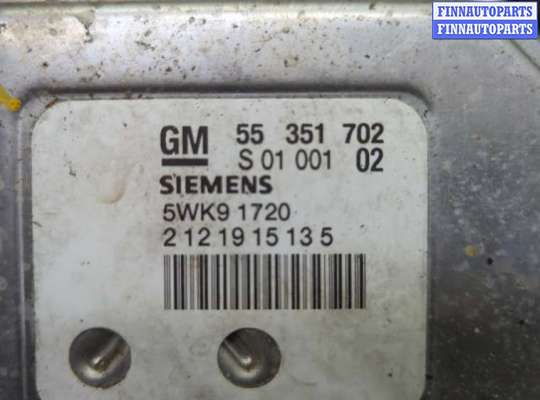 FINNAUTOPARTS
FINNAUTOPARTS
GM 55 351 702
S 01 001 02
SIEMENS
5WK9 1720
2 12 19 15 13 5